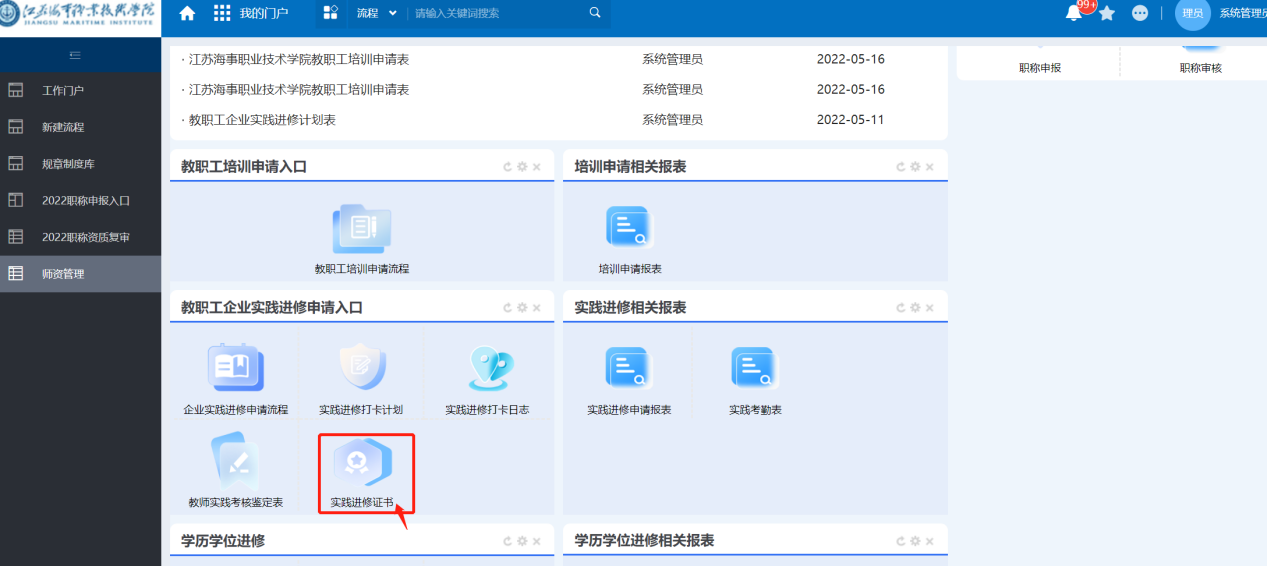 江苏海事职业技术学院
JIANGSU MARITIME INSTITUTE
我的门户
流程
请输入关键词搜索
99+
理员
系统管理员
工作门户
新建流程
规章制度库
2022职称申报入口
2022职称资质复审
师资管理
· 江苏海事职业技术学院教职工培训申请表 系统管理员 2022-05-16
· 江苏海事职业技术学院教职工培训申请表 系统管理员 2022-05-16
· 教职工企业实践进修计划表 系统管理员 2022-05-11
职称申报 职称审核
教职工培训申请入口
教职工培训申请流程
培训申请相关报表
培训申请报表
教职工企业实践进修申请入口
企业实践进修申请流程 实践进修打卡计划 实践进修打卡日志
教师实践考核鉴定表 实践进修证书
实践进修相关报表
实践进修申请报表 实践考勤表
学历学位进修
学历学位进修相关报表